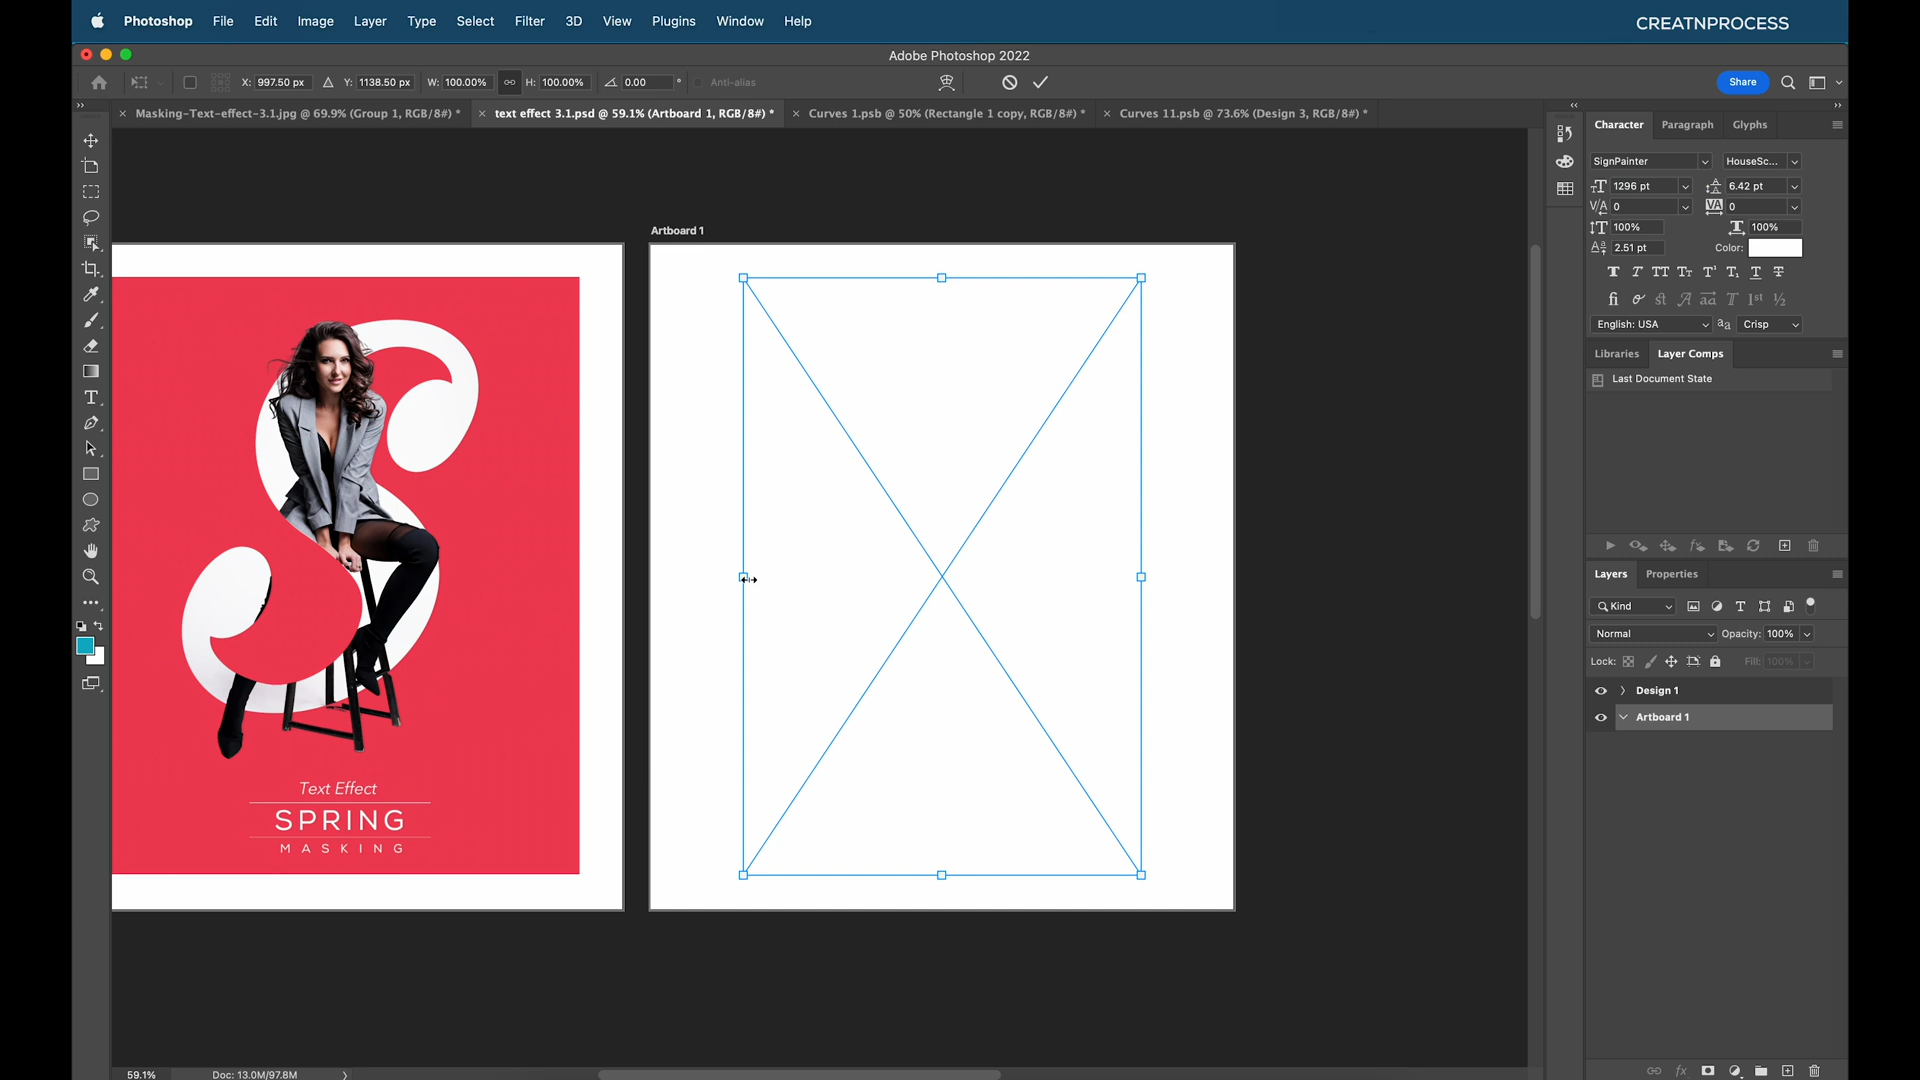 Photoshop File Edit Image Layer Type Select Filter 3D View Plugins Window Help
CREATNPROCESS
Adobe Photoshop 2022
X: 997.50 px Y: 1138.50 px W: 100.00% H: 100.00% 0.00 ° Anti-alias
Share
Masking-Text-effect-3.1.jpg @ 69.9% (Group 1, RGB/8#) *
text effect 3.1.psd @ 59.1% (Artboard 1, RGB/8#) *
Curves 1.psb @ 50% (Rectangle 1 copy, RGB/8#) *
Curves 11.psb @ 73.6% (Design 3, RGB/8#) *
Character Paragraph Glyphs
SignPainter HouseSc...
1296 pt 6.42 pt
0 0
100% 100%
2.51 pt Color:
English: USA Crisp
Libraries Layer Comps
Last Document State
Artboard 1
Text Effect
SPRING
MASKING
Layers Properties
Kind
Normal Opacity: 100%
Lock: Fill: 100%
Design 1
Artboard 1
59.1% Doc: 13.0M/97.8M